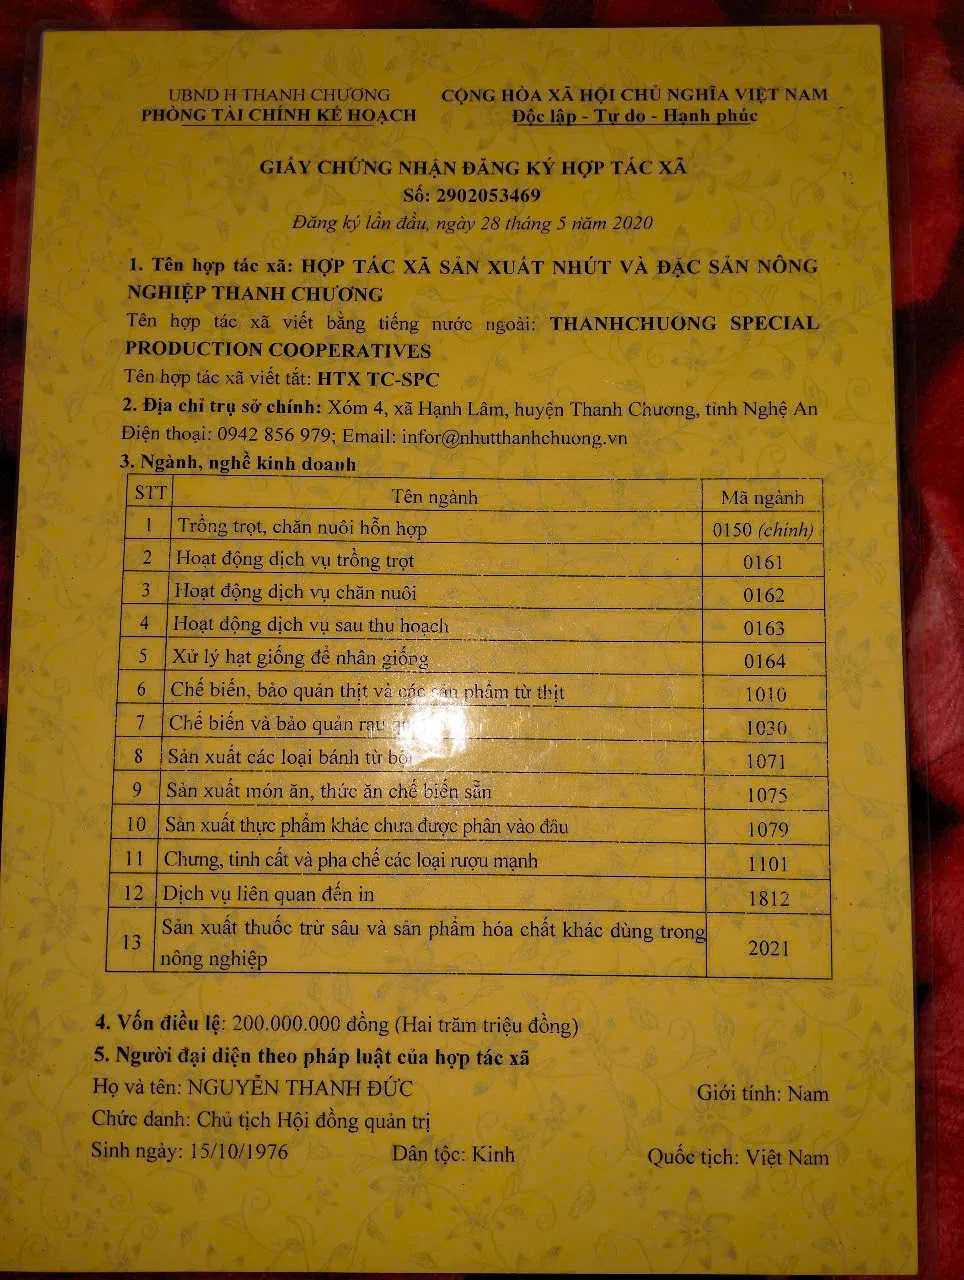 UBND H THANH CHƯƠNG
PHÒNG TÀI CHÍNH KẾ HOẠCH
CỘNG HÒA XÃ HỘI CHỦ NGHĨA VIỆT NAM
Độc lập - Tự do - Hạnh phúc
GIẤY CHỨNG NHẬN ĐĂNG KÝ HỢP TÁC XÃ
Số: 2902053469
Đăng ký lần đầu, ngày 28 tháng 5 năm 2020
1. Tên hợp tác xã: HỢP TÁC XÃ SẢN XUẤT NHÚT VÀ ĐẶC SẢN NÔNG
NGHIỆP THANH CHƯƠNG
Tên hợp tác xã viết bằng tiếng nước ngoài: THANHCHUONG SPECIAL
PRODUCTION COOPERATIVES
Tên hợp tác xã viết tắt: HTX TC-SPC
2. Địa chỉ trụ sở chính: Xóm 4, xã Hạnh Lâm, huyện Thanh Chương, tỉnh Nghệ An
Điện thoại: 0942 856 979; Email: infor@nhutthanhchuong.vn
3. Ngành, nghề kinh doanh
STT Tên ngành Mã ngành
1 Trồng trọt, chăn nuôi hỗn hợp 0150 (chính)
2 Hoạt động dịch vụ trồng trọt 0161
3 Hoạt động dịch vụ chăn nuôi 0162
4 Hoạt động dịch vụ sau thu hoạch 0163
5 Xử lý hạt giống để nhân giống 0164
6 Chế biến, bảo quản thịt và các sản phẩm từ thịt 1010
7 Chế biến và bảo quản rau 1030
8 Sản xuất các loại bánh từ bột 1071
9 Sản xuất món ăn, thức ăn chế biến sẵn 1075
10 Sản xuất thực phẩm khác chưa được phân vào đâu 1079
11 Chưng, tinh cất và pha chế các loại rượu mạnh 1101
12 Dịch vụ liên quan đến in 1812
13 Sản xuất thuốc trừ sâu và sản phẩm hóa chất khác dùng trong
nông nghiệp 2021
4. Vốn điều lệ: 200.000.000 đồng (Hai trăm triệu đồng)
5. Người đại diện theo pháp luật của hợp tác xã
Họ và tên: NGUYỄN THANH ĐỨC Giới tính: Nam
Chức danh: Chủ tịch Hội đồng quản trị
Sinh ngày: 15/10/1976 Dân tộc: Kinh Quốc tịch: Việt Nam